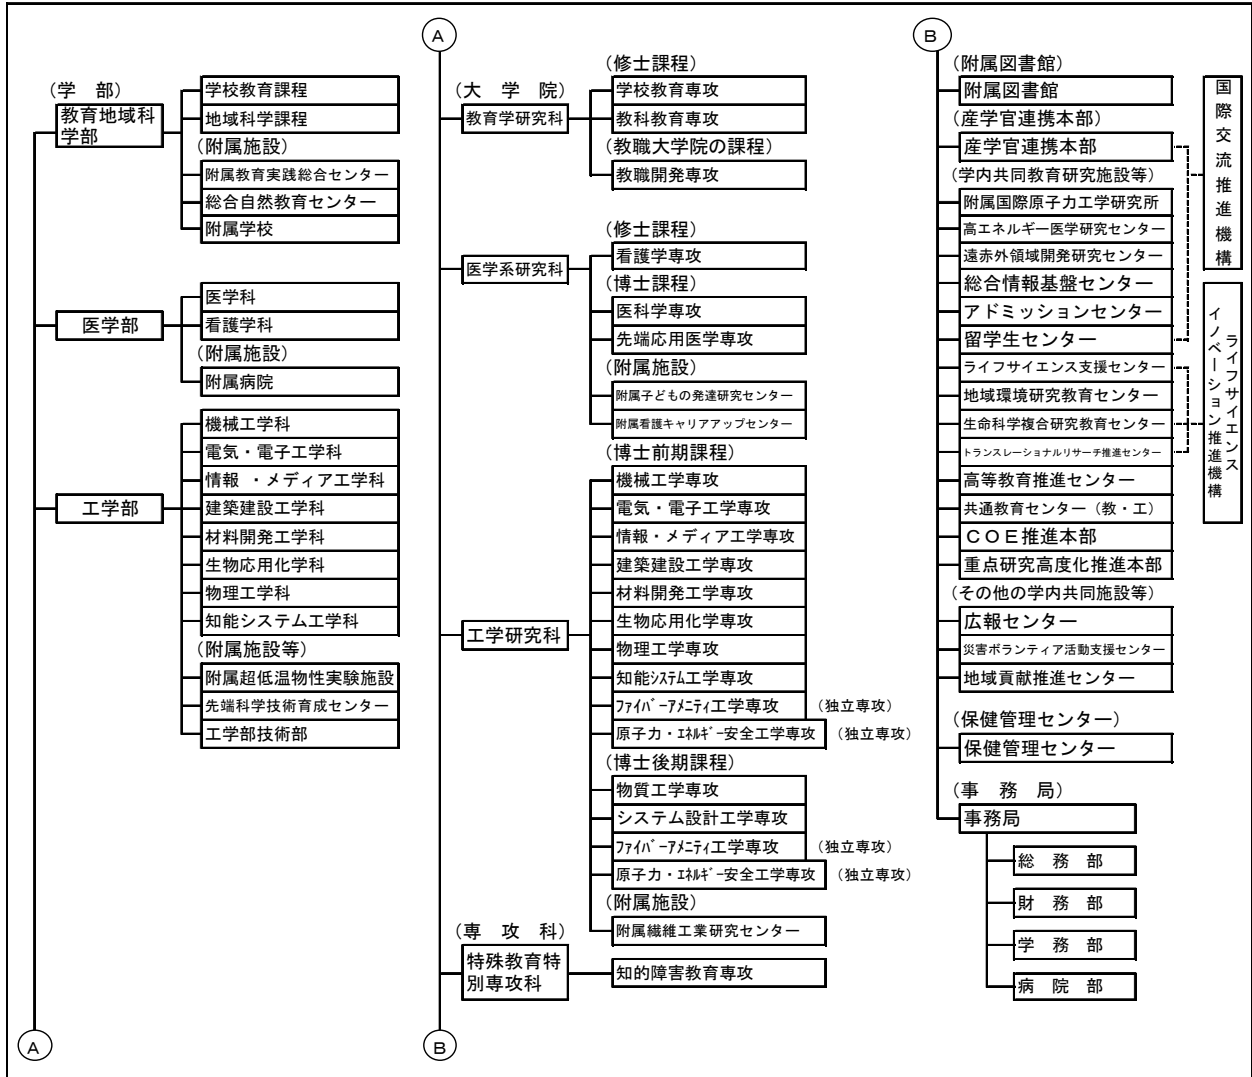 （学　部）
教育地域科
学部
学校教育課程
地域科学課程
（附属施設）
附属教育実践総合センター
総合自然教育センター
附属学校
医学部
医学科
看護学科
（附属施設）
附属病院
工学部
機械工学科
電気・電子工学科
情報 ・メディア工学科
建築建設工学科
材料開発工学科
生物応用化学科
物理工学科
知能システム工学科
（附属施設等）
附属超低温物性実験施設
先端科学技術育成センター
工学部技術部
A
A
（大　学　院）
教育学研究科
（修士課程）
学校教育専攻
教科教育専攻
（教職大学院の課程）
教職開発専攻
医学系研究科
（修士課程）
看護学専攻
（博士課程）
医科学専攻
先端応用医学専攻
（附属施設）
附属子どもの発達研究センター
附属看護キャリアアップセンター
工学研究科
（博士前期課程）
機械工学専攻
電気・電子工学専攻
情報・メディア工学専攻
建築建設工学専攻
材料開発工学専攻
生物応用化学専攻
物理工学専攻
知能ｼｽﾃﾑ工学専攻
ﾌｧｲﾊﾞｰｱﾒﾆﾃｨ工学専攻　（独立専攻）
原子力・ｴﾈﾙｷﾞｰ安全工学専攻　（独立専攻）
（博士後期課程）
物質工学専攻
システム設計工学専攻
ﾌｧｲﾊﾞｰｱﾒﾆﾃｨ工学専攻　（独立専攻）
原子力・ｴﾈﾙｷﾞｰ安全工学専攻　（独立専攻）
（附属施設）
附属繊維工業研究センター
（専　攻　科）
特殊教育特
別専攻科
知的障害教育専攻
B
B
（附属図書館）
附属図書館
（産学官連携本部）
産学官連携本部
（学内共同教育研究施設等）
附属国際原子力工学研究所
高エネルギー医学研究センター
遠赤外領域開発研究センター
総合情報基盤センター
アドミッションセンター
留学生センター
ライフサイエンス支援センター
地域環境研究教育センター
生命科学複合研究教育センター
トランスレーショナルリサーチ推進センター
高等教育推進センター
共通教育センター（教・工）
ＣＯＥ推進本部
重点研究高度化推進本部
（その他の学内共同施設等）
広報センター
災害ボランティア活動支援センター
地域貢献推進センター
（保健管理センター）
保健管理センター
（事　務　局）
事務局
総　務　部
財　務　部
学　務　部
病　院　部
国際交流推進機構
ライフサイエンス
イノベーション推進機構